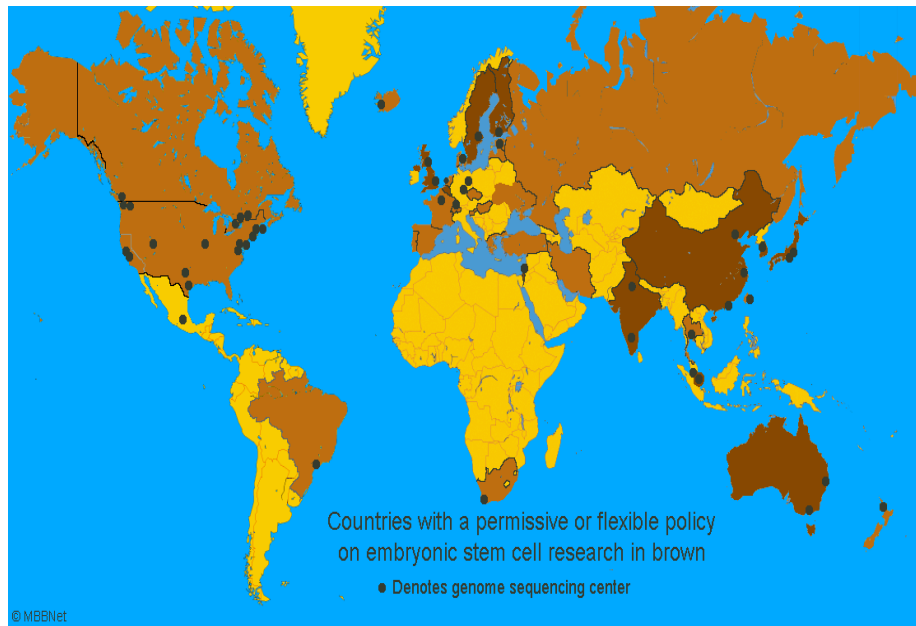 Countries with a permissive or flexible policy
on embryonic stem cell research in brown
● Denotes genome sequencing center
© MBBNet